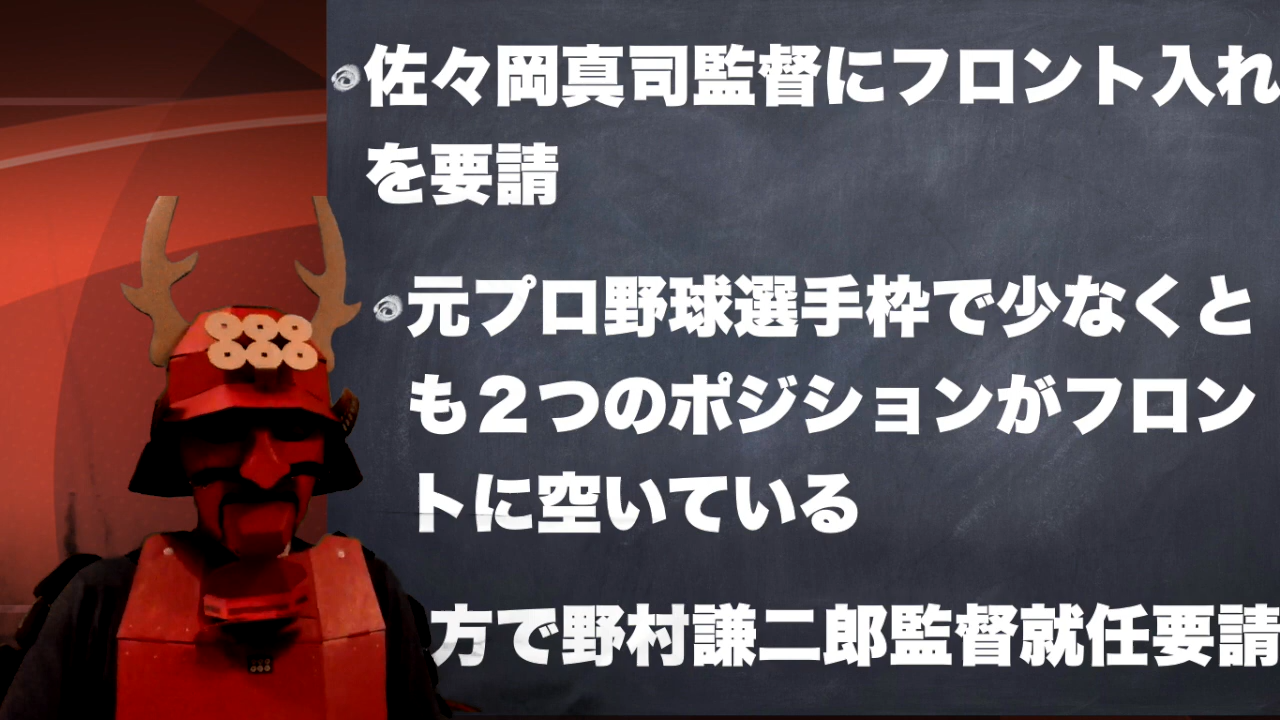 佐々岡真司監督にフロント入れ
を要請
元プロ野球選手枠で少なくと
も２つのポジションがフロン
トに空いている
方で野村謙二郎監督就任要請